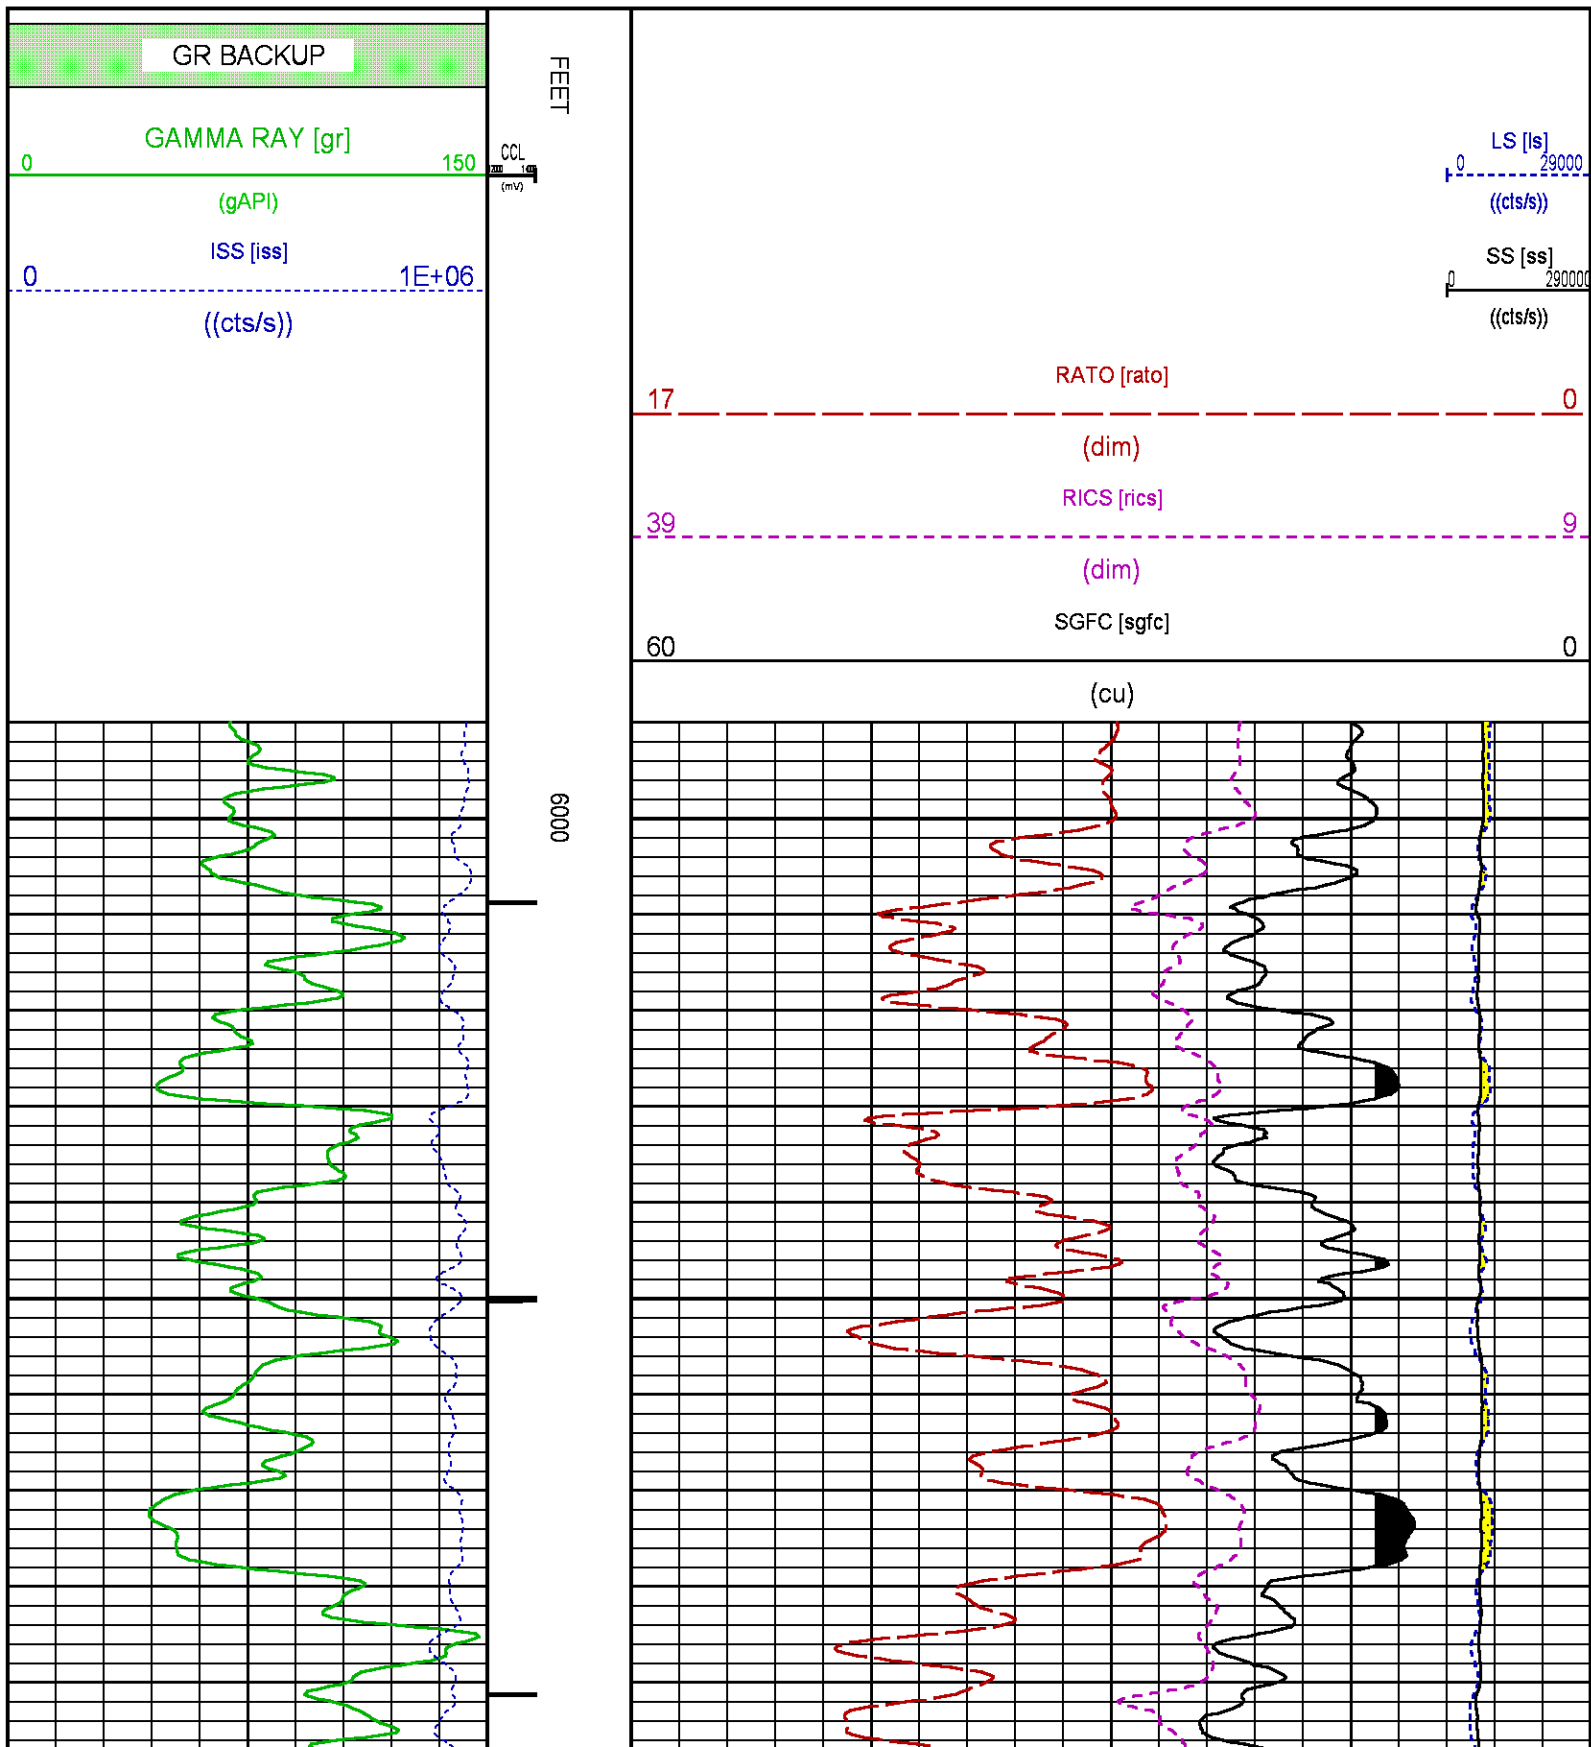 GR BACKUP
FEET
GAMMA RAY [gr]
0 150
(gAPI)
CCL
(mV)
ISS [iss]
0 1E+06
((cts/s))
LS [ls]
0 29000
((cts/s))
SS [ss]
0 290000
((cts/s))
RATO [rato]
17 0
(dim)
RICS [rics]
39 9
(dim)
SGFC [sgfc]
60 0
(cu)
6000